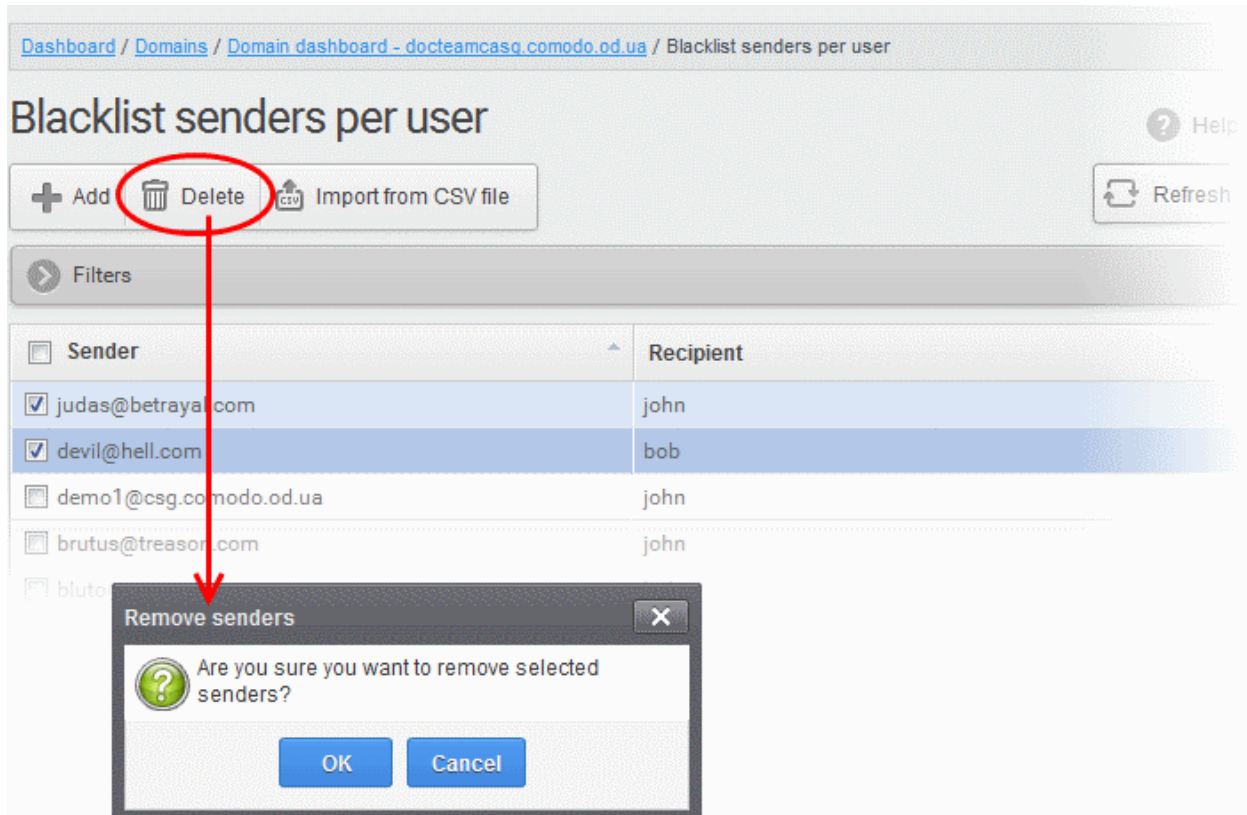 Dashboard / Domains / Domain dashboard - docteamcasg.comodo.od.ua / Blacklist senders per user
Blacklist senders per user
Help
Add Delete CSV Import from CSV file Refresh
Filters
Sender Recipient
judas@betrayal.com john
devil@hell.com bob
demo1@csg.comodo.od.ua john
brutus@treason.com john
Remove senders
Are you sure you want to remove selected
senders?
OK Cancel